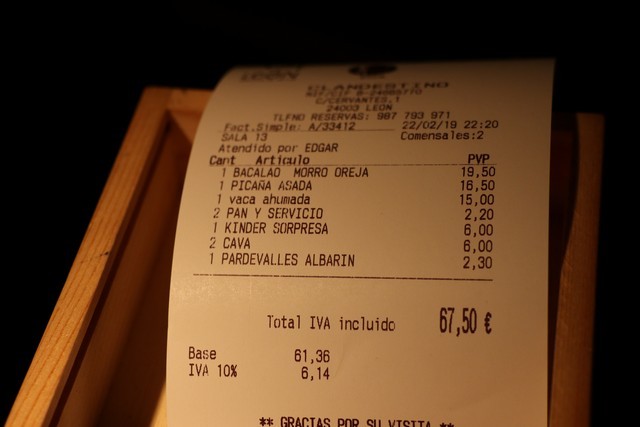 CLANDESTINO
C/CERVANTES,1
24003 LEON
TLFNO RESERVAS: 987 793 971
Fact.Simple: A/33412 22/02/19 22:20
SALA 13 Comensales:2
Atendido por EDGAR
Cant Artículo PVP
1 BACALAO MORRO OREJA 19,50
1 PICAÑA ASADA 16,50
1 vaca ahumada 15,00
2 PAN Y SERVICIO 2,20
1 KINDER SORPRESA 6,00
2 CAVA 6,00
1 PARDEVALLES ALBARIN 2,30
Total IVA incluido 67,50 €
Base 61,36
IVA 10% 6,14
** GRACIAS POR SU VISITA **